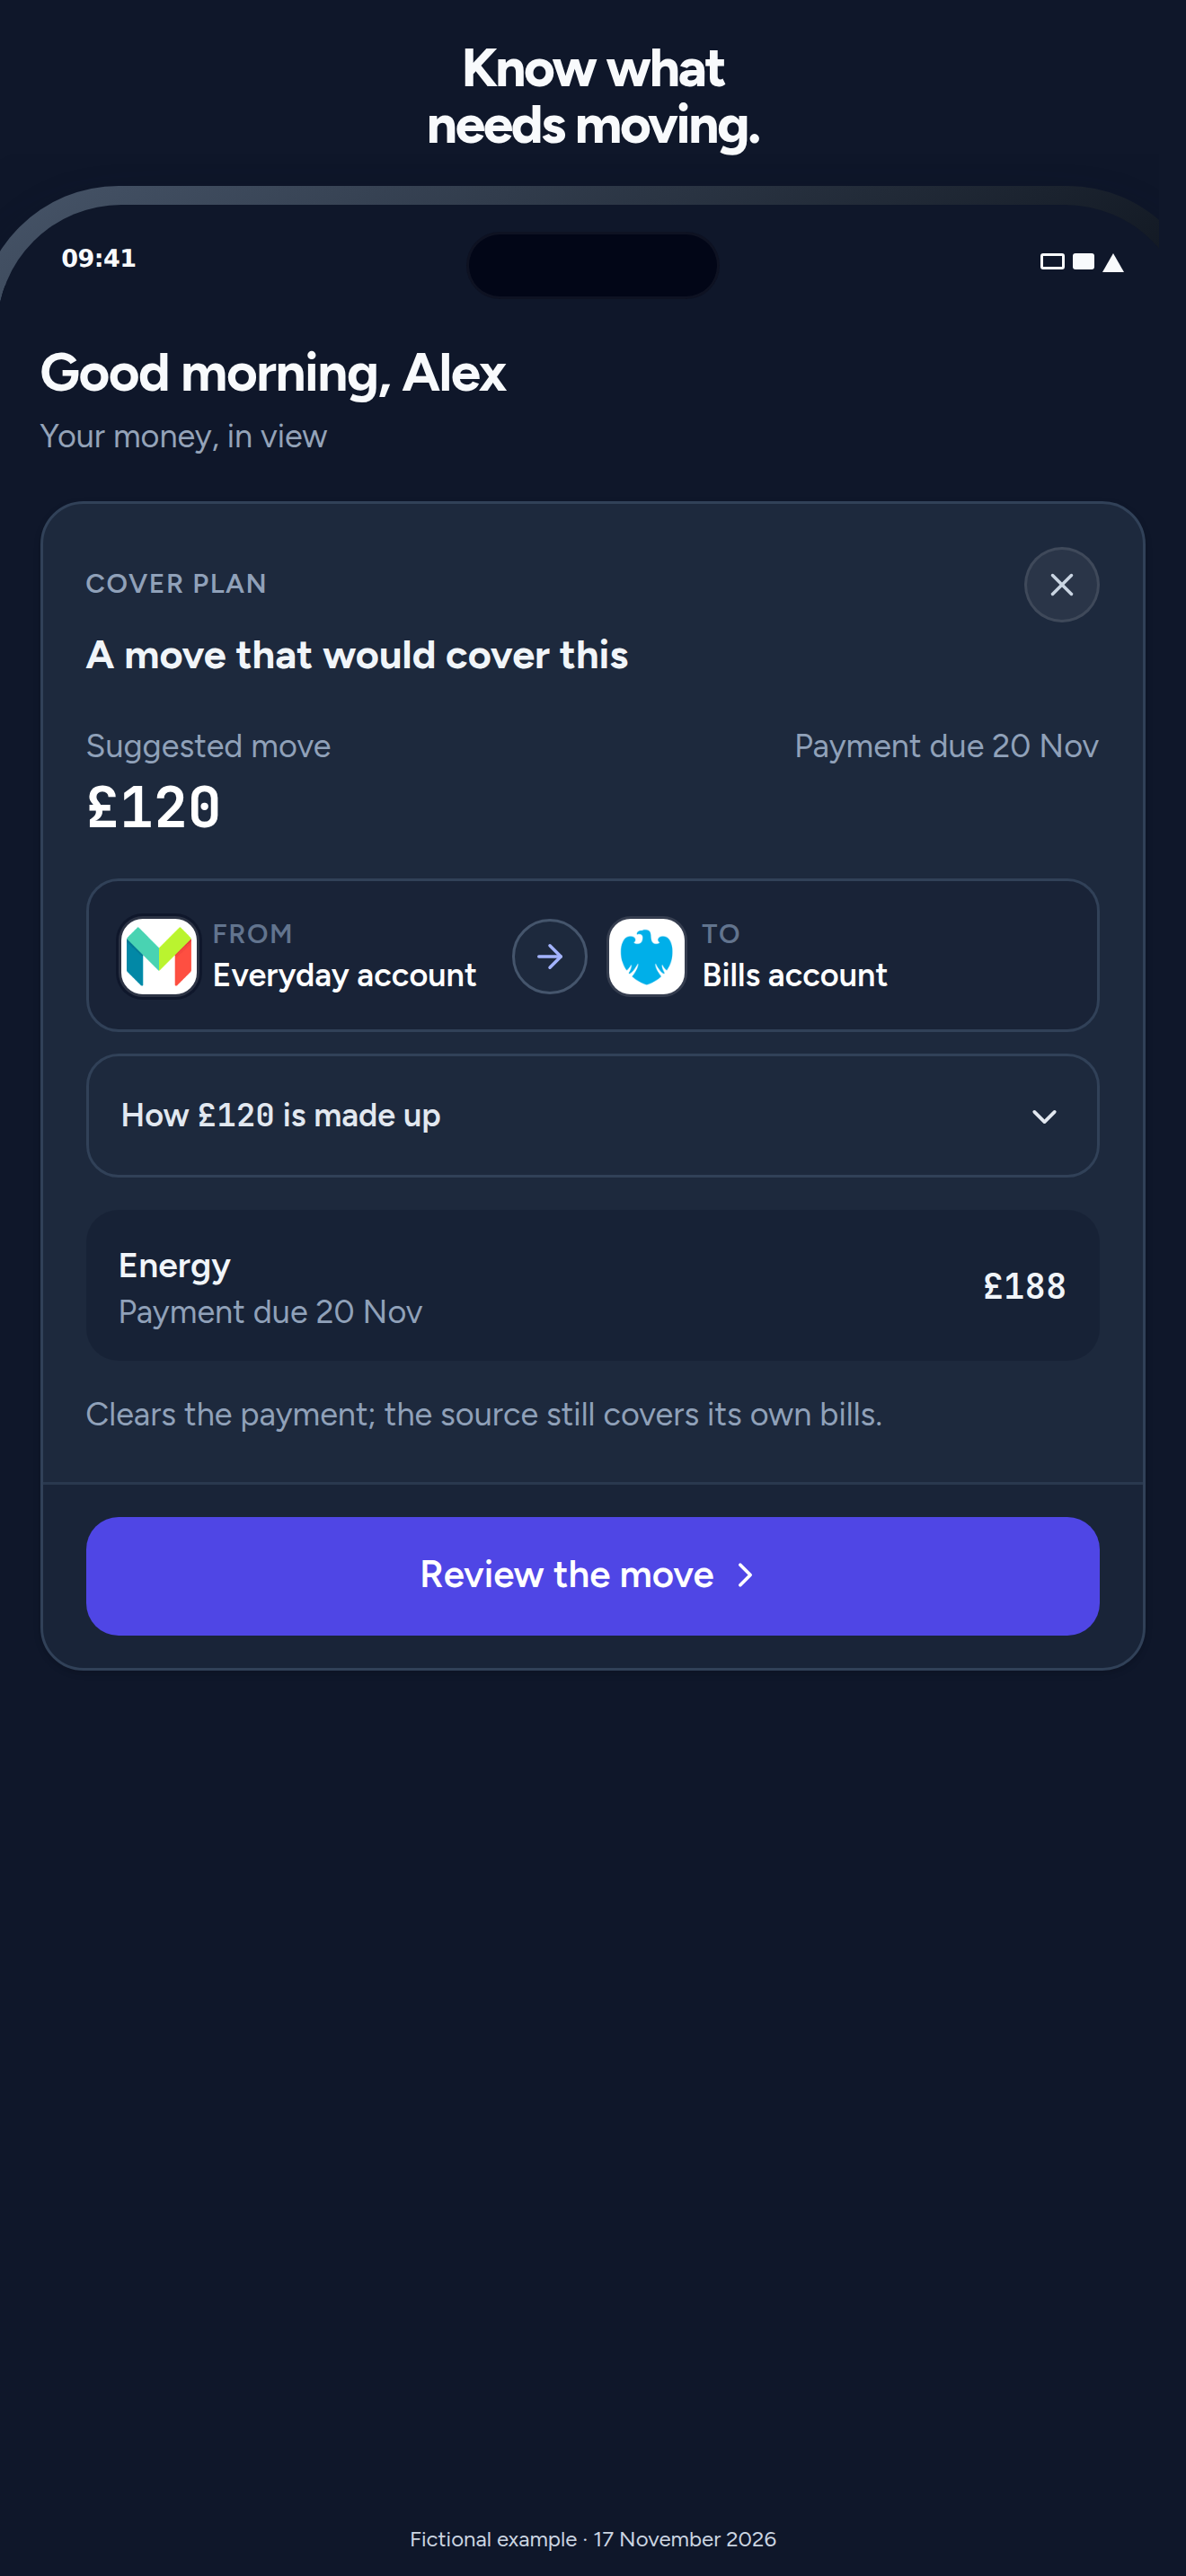 Know what
needs moving.
09:41
Good morning, Alex
Your money, in view
COVER PLAN
A move that would cover this
Suggested move
Payment due 20 Nov
£120
FROM
Everyday account
TO
Bills account
How £120 is made up
Energy
Payment due 20 Nov
£188
Clears the payment; the source still covers its own bills.
Review the move
Fictional example · 17 November 2026